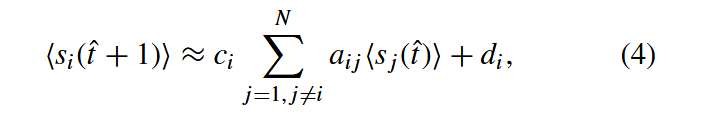 ⟨s_i(t̂ + 1)⟩ ≈ c_i ∑_{j=1, j≠i}^{N} a_{ij}⟨s_j(t̂)⟩ + d_i, (4)